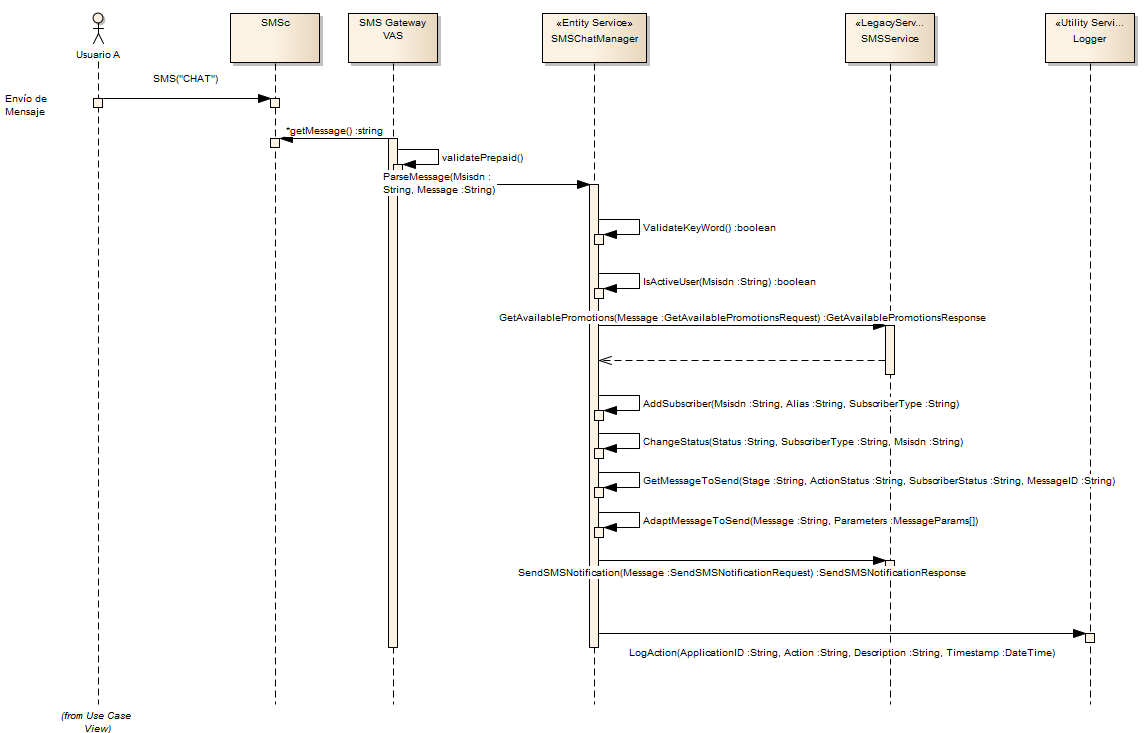 SMSc
SMS Gateway
VAS
«Entity Service»
SMSChatManager
«LegacyServ...
SMSService
«Utility Servi...
Logger
Usuario A
SMS("CHAT")
Envío de
Mensaje
*getMessage() :string
validatePrepaid()
ParseMessage(Msisdn :
String, Message :String)
ValidateKeyWord() :boolean
IsActiveUser(Msisdn :String) :boolean
GetAvailablePromotions(Message :GetAvailablePromotionsRequest) :GetAvailablePromotionsResponse
AddSubscriber(Msisdn :String, Alias :String, SubscriberType :String)
ChangeStatus(Status :String, SubscriberType :String, Msisdn :String)
GetMessageToSend(Stage :String, ActionStatus :String, SubscriberStatus :String, MessageID :String)
AdaptMessageToSend(Message :String, Parameters :MessageParams[])
SendSMSNotification(Message :SendSMSNotificationRequest) :SendSMSNotificationResponse
LogAction(ApplicationID :String, Action :String, Description :String, Timestamp :DateTime)
(from Use Case
View)